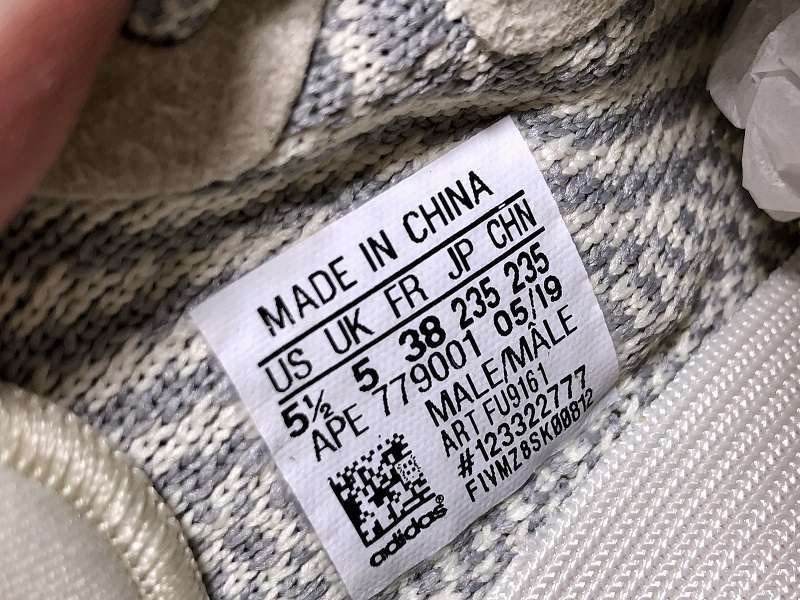 MADE IN CHINA
US UK FR JP CHN
5½ 5 38 235 235
APE 779001 05/19
MALE/MÂLE
ART FU9161
#123322777
F1VMZ8SK00812
adidas®